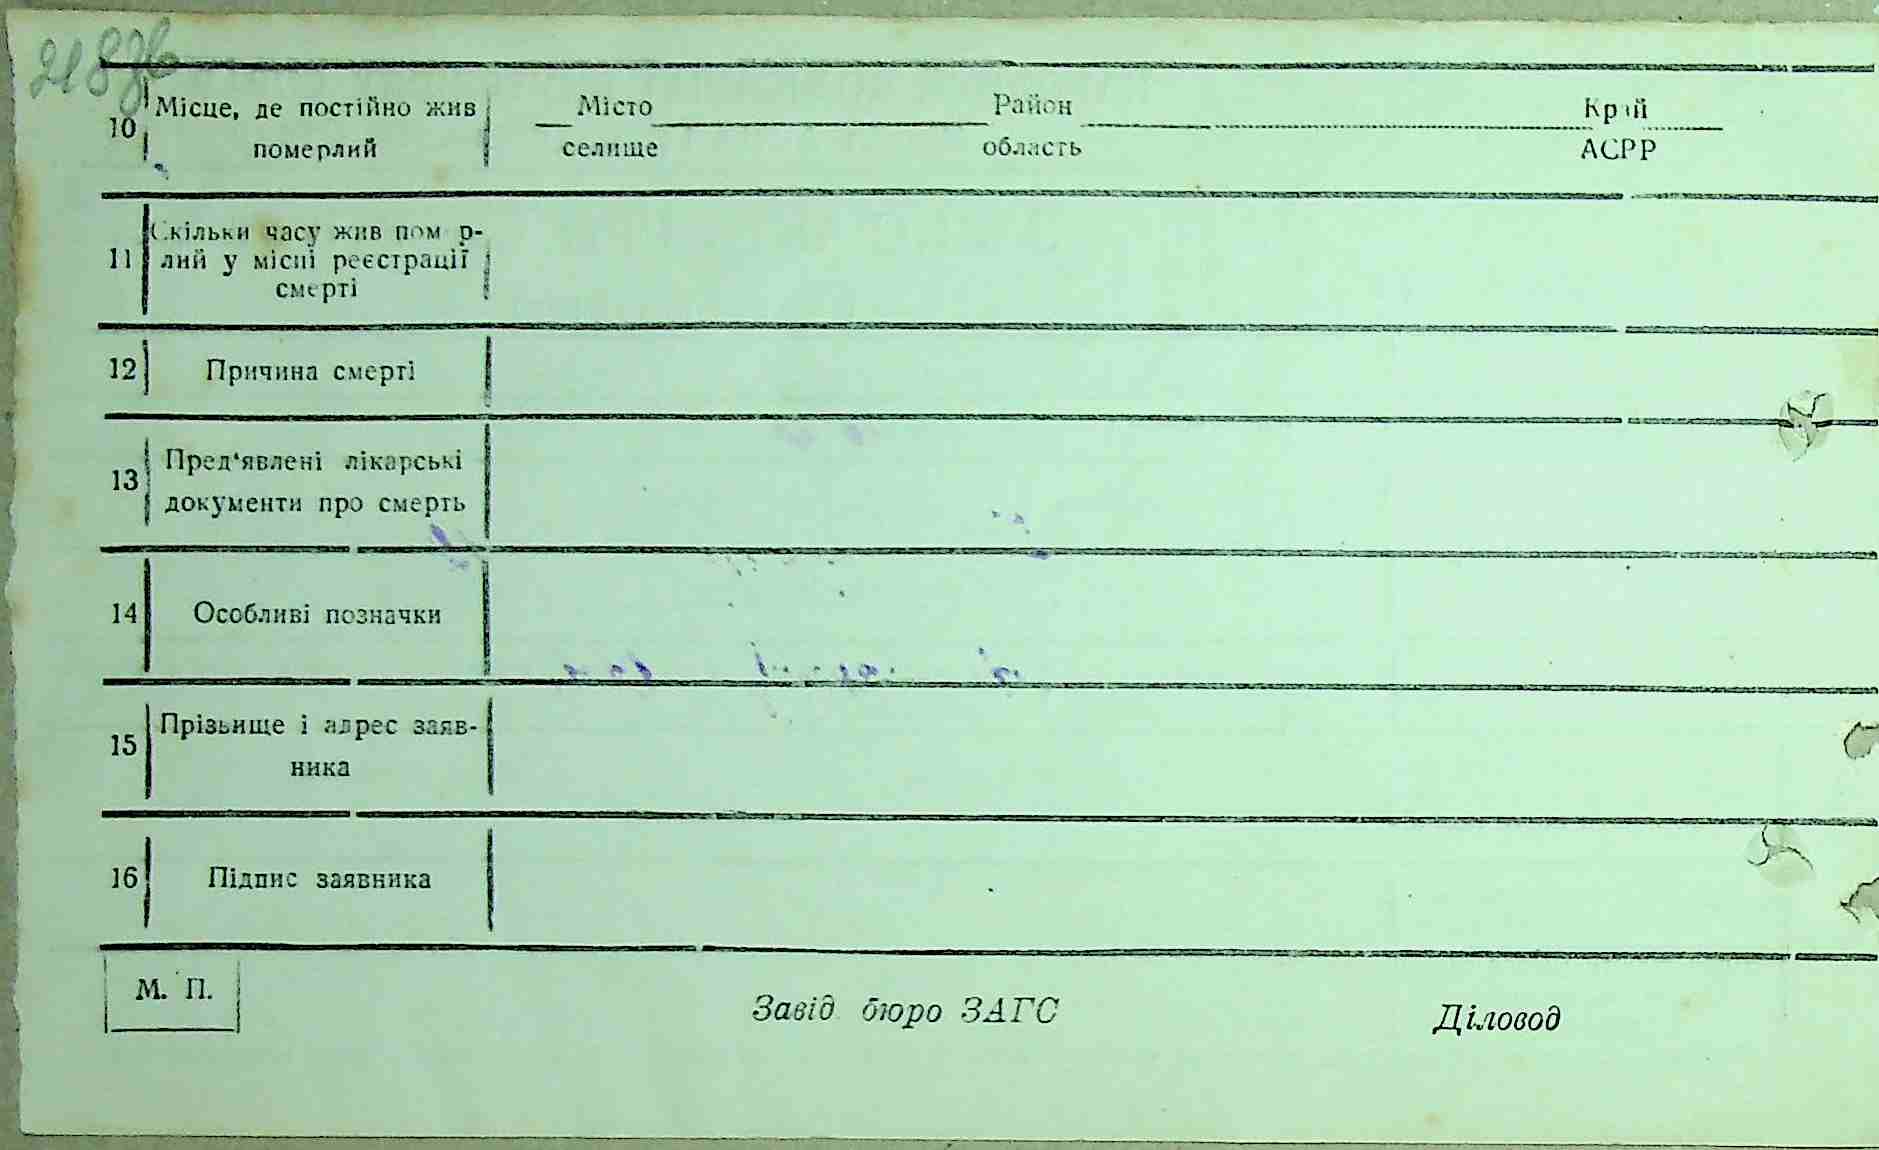 218зв
10 Місце, де постійно жив померлий
Місто Район Край
селище область АСРР
11 Скільки часу жив помер-
лий у місці реєстрації
смерті
12 Причина смерті
13 Пред‘явлені лікарські
документи про смерть
14 Особливі позначки
15 Прізвище і адрес заяв-
ника
16 Підпис заявника
М. П.
Завід бюро ЗАГС Діловод